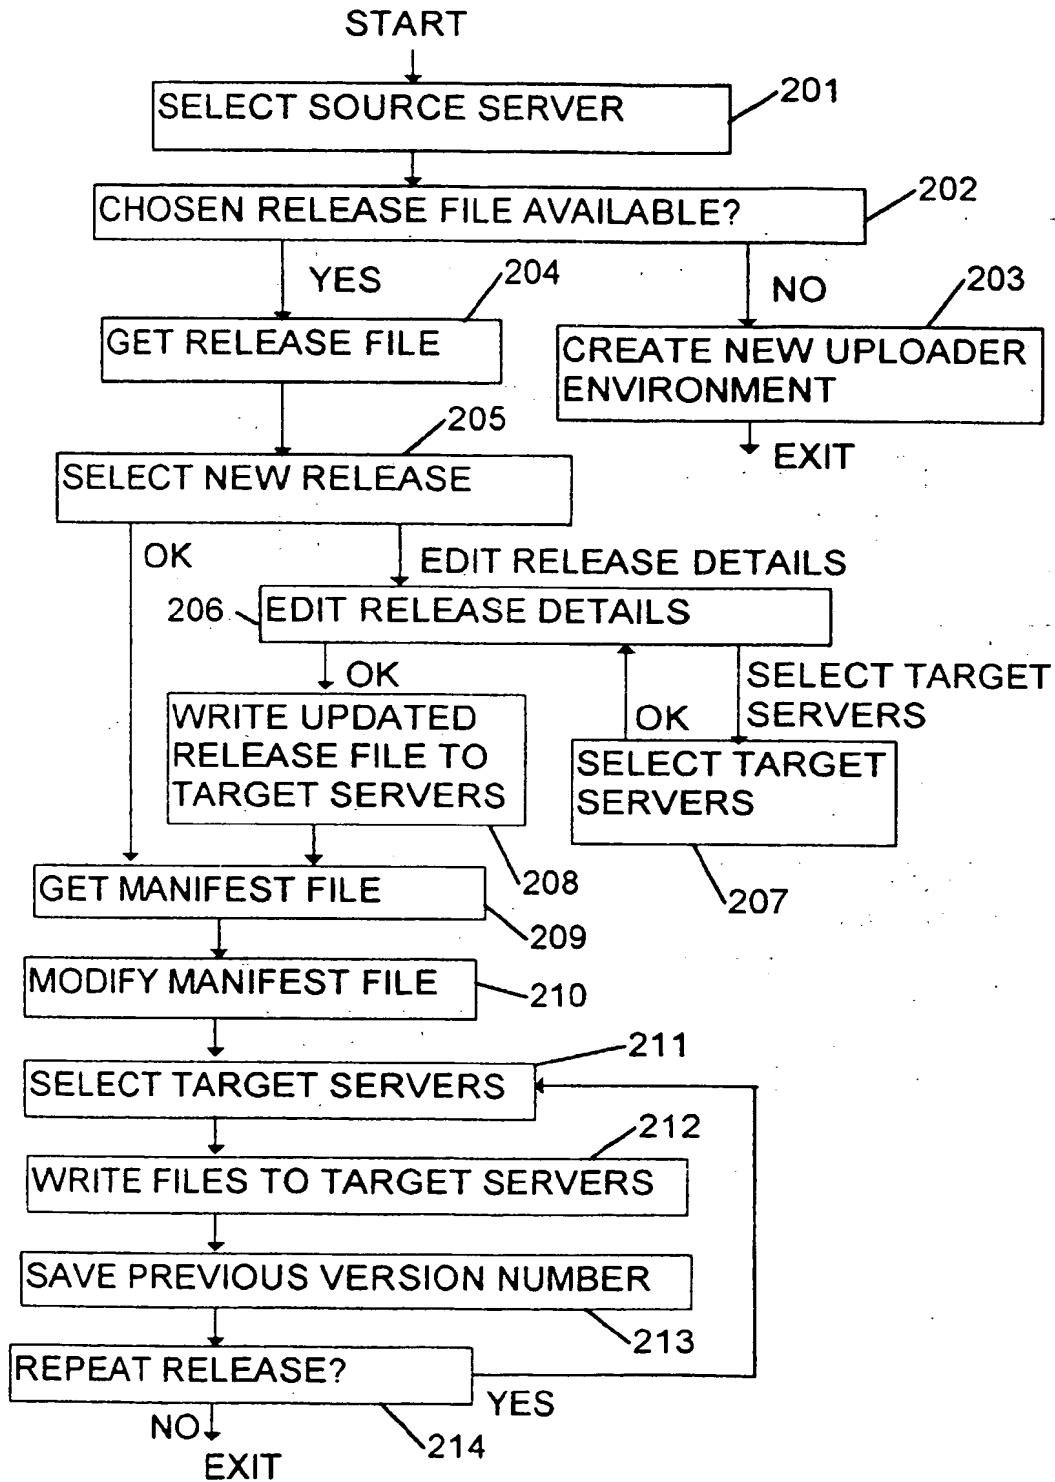 START
SELECT SOURCE SERVER
201
CHOSEN RELEASE FILE AVAILABLE?
202
YES
204
NO
203
GET RELEASE FILE
CREATE NEW UPLOADER
ENVIRONMENT
205
EXIT
SELECT NEW RELEASE
OK
EDIT RELEASE DETAILS
206
EDIT RELEASE DETAILS
OK
SELECT TARGET
SERVERS
OK
WRITE UPDATED
RELEASE FILE TO
TARGET SERVERS
SELECT TARGET
SERVERS
208
207
GET MANIFEST FILE
209
MODIFY MANIFEST FILE
210
211
SELECT TARGET SERVERS
212
WRITE FILES TO TARGET SERVERS
SAVE PREVIOUS VERSION NUMBER
213
REPEAT RELEASE?
YES
NO
214
EXIT